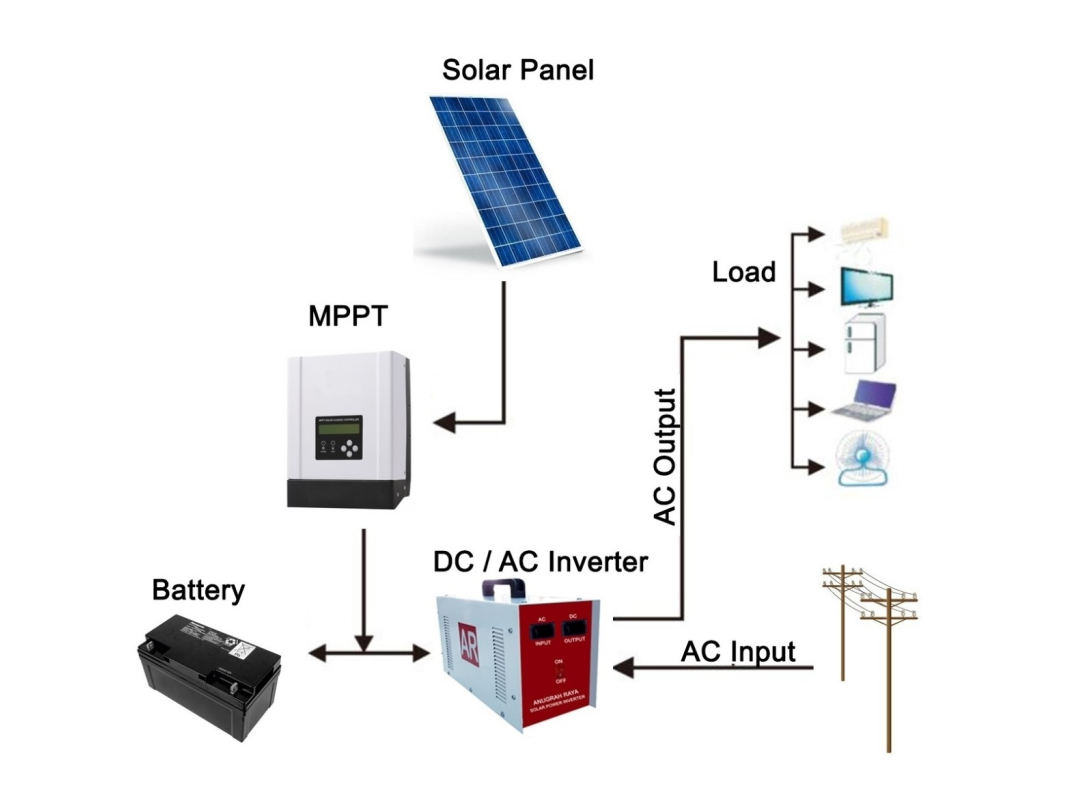 Solar Panel
MPPT
Load
AC Output
DC / AC Inverter
Battery
AC Input
AC
DC
INPUT
OUTPUT
AR
ON
OFF
ANUGRAH RAYA
SOLAR POWER INVERTER